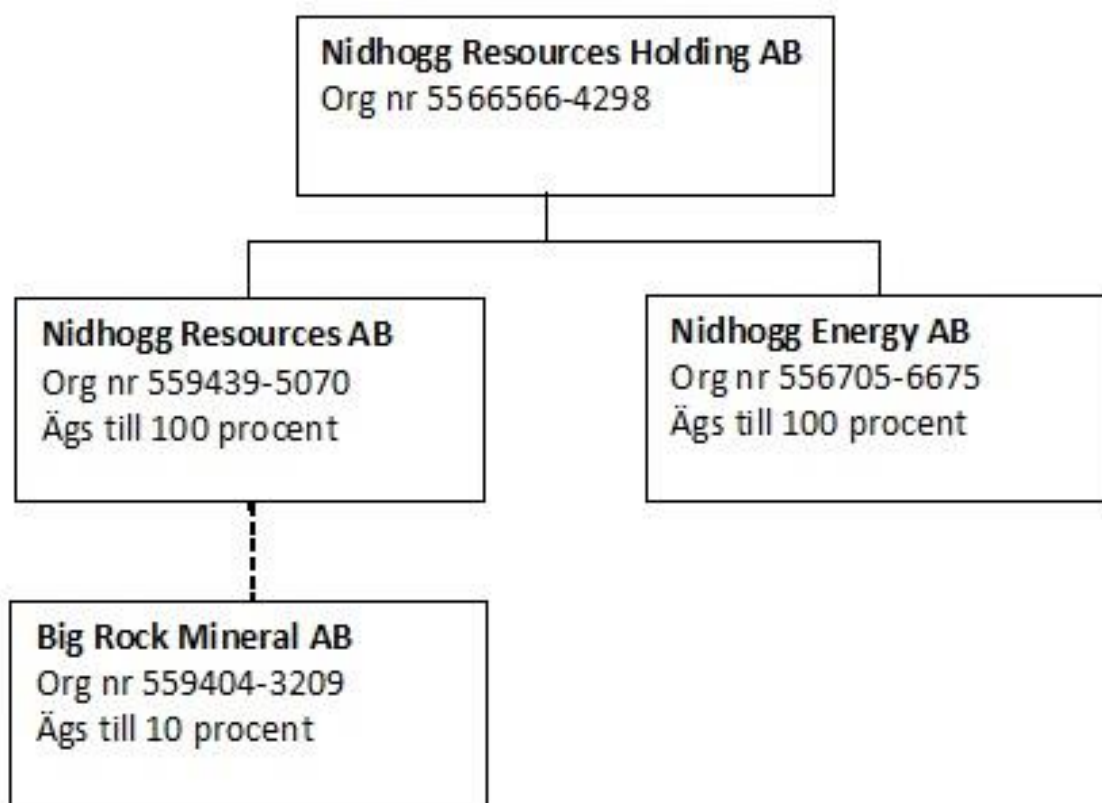 Nidhogg Resources Holding AB
Org nr 5566566-4298
Nidhogg Resources AB
Org nr 559439-5070
Ägs till 100 procent
Nidhogg Energy AB
Org nr 556705-6675
Ägs till 100 procent
Big Rock Mineral AB
Org nr 559404-3209
Ägs till 10 procent